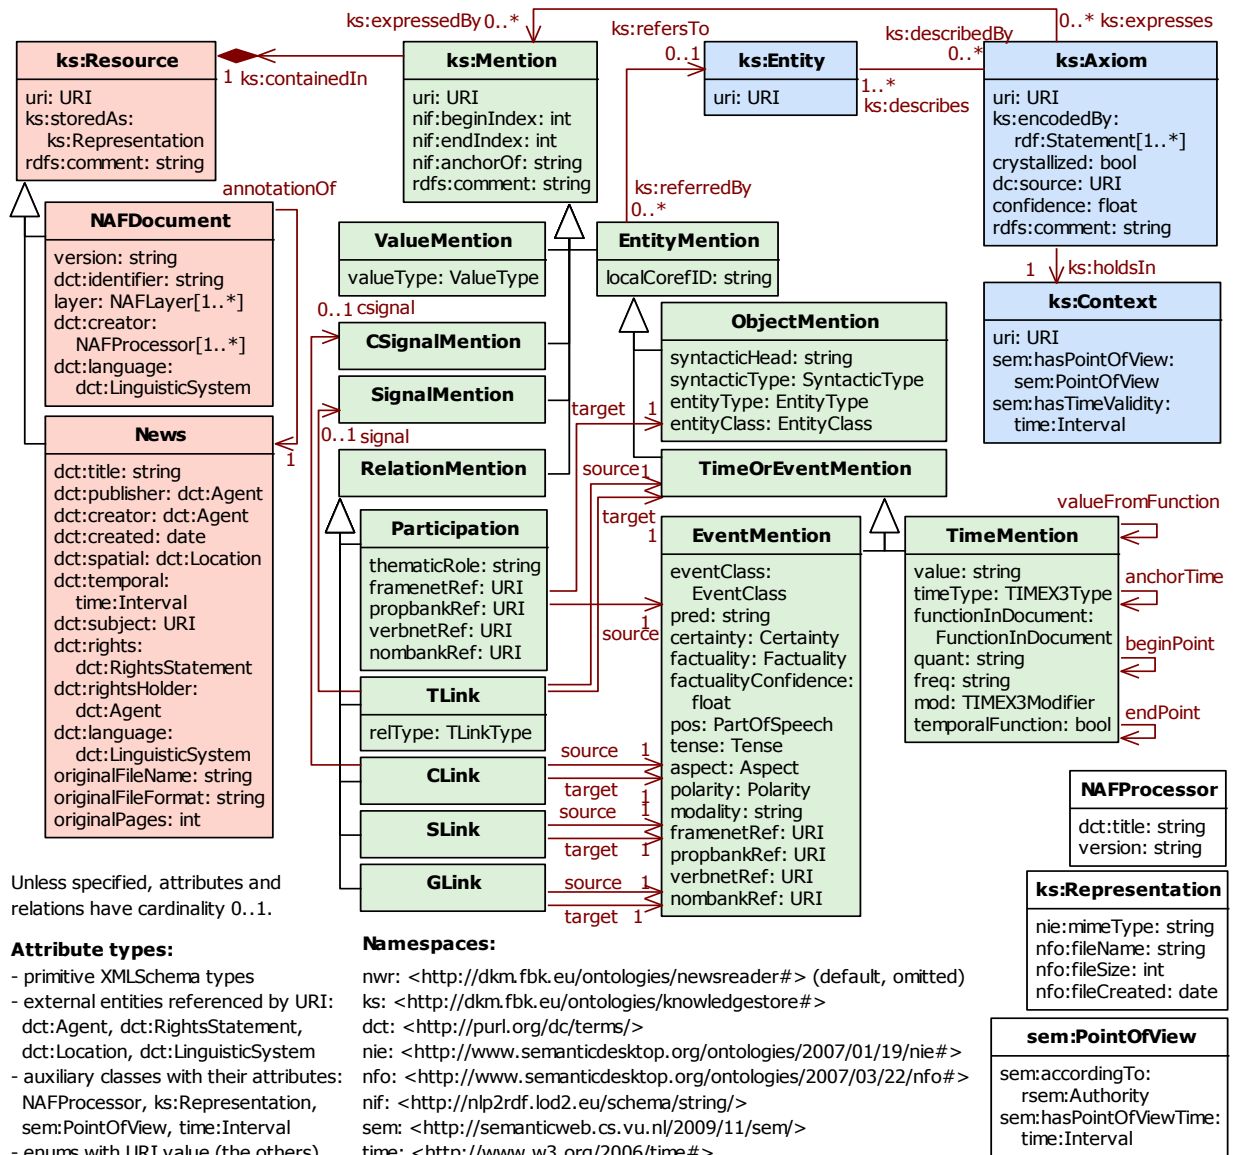 ks:expressedBy 0..*
ks:refersTo
0..1
ks:describedBy
0..*
0..* ks:expresses
ks:Resource
uri: URI
ks:storedAs:
ks:Representation
rdfs:comment: string
1 ks:containedIn
ks:Mention
uri: URI
nif:beginIndex: int
nif:endIndex: int
nif:anchorOf: string
rdfs:comment: string
ks:Entity
uri: URI
1..*
ks:describes
ks:Axiom
uri: URI
ks:encodedBy:
rdf:Statement[1..*]
crystallized: bool
dc:source: URI
confidence: float
rdfs:comment: string
annotationOf
ks:referredBy
0..*
NAFDocument
version: string
dct:identifier: string
layer: NAFLayer[1..*]
dct:creator:
NAFProcessor[1..*]
dct:language:
dct:LinguisticSystem
ValueMention
valueType: ValueType
EntityMention
localCorefID: string
1 ks:holdsIn
ks:Context
uri: URI
sem:hasPointOfView:
sem:PointOfView
sem:hasTimeValidity:
time:Interval
0..1 csignal
CSignalMention
SignalMention
0..1 signal
RelationMention
ObjectMention
syntacticHead: string
syntacticType: SyntacticType
entityType: EntityType
entityClass: EntityClass
target 1
source 1
target
1
TimeOrEventMention
1
News
dct:title: string
dct:publisher: dct:Agent
dct:creator: dct:Agent
dct:created: date
dct:spatial: dct:Location
dct:temporal:
time:Interval
dct:subject: URI
dct:rights:
dct:RightsStatement
dct:rightsHolder:
dct:Agent
dct:language:
dct:LinguisticSystem
originalFileName: string
originalFileFormat: string
originalPages: int
Participation
thematicRole: string
framenetRef: URI
propbankRef: URI
verbnetRef: URI
nombankRef: URI
1
source
TLink
relType: TLinkType
CLink
source 1
target 1
SLink
source 1
target 1
GLink
source 1
target 1
EventMention
eventClass:
EventClass
pred: string
certainty: Certainty
factuality: Factuality
factualityConfidence:
float
pos: PartOfSpeech
tense: Tense
aspect: Aspect
polarity: Polarity
modality: string
framenetRef: URI
propbankRef: URI
verbnetRef: URI
nombankRef: URI
TimeMention
value: string
timeType: TIMEX3Type
functionInDocument:
FunctionInDocument
quant: string
freq: string
mod: TIMEX3Modifier
temporalFunction: bool
valueFromFunction
anchorTime
beginPoint
endPoint
NAFProcessor
dct:title: string
version: string
ks:Representation
nie:mimeType: string
nfo:fileName: string
nfo:fileSize: int
nfo:fileCreated: date
sem:PointOfView
sem:accordingTo:
rsem:Authority
sem:hasPointOfViewTime:
time:Interval
Unless specified, attributes and
relations have cardinality 0..1.
Attribute types:
- primitive XMLSchema types
- external entities referenced by URI:
dct:Agent, dct:RightsStatement,
dct:Location, dct:LinguisticSystem
- auxiliary classes with their attributes:
NAFProcessor, ks:Representation,
sem:PointOfView, time:Interval
- enums with URI value (the others)
Namespaces:
nwr: <http://dkm.fbk.eu/ontologies/newsreader#> (default, omitted)
ks: <http://dkm.fbk.eu/ontologies/knowledgestore#>
dct: <http://purl.org/dc/terms/>
nie: <http://www.semanticdesktop.org/ontologies/2007/01/19/nie#>
nfo: <http://www.semanticdesktop.org/ontologies/2007/03/22/nfo#>
nif: <http://nlp2rdf.lod2.eu/schema/string/>
sem: <http://semanticweb.cs.vu.nl/2009/11/sem/>
time: <http://www.w3.org/2006/time#>